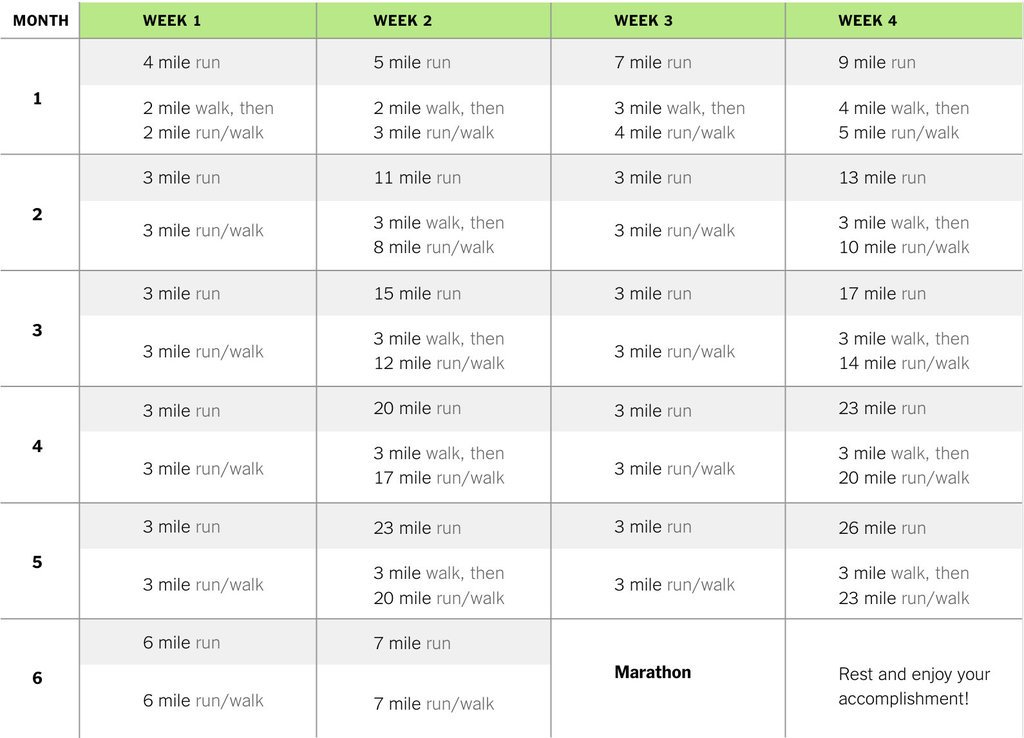 MONTH WEEK 1 WEEK 2 WEEK 3 WEEK 4
1
4 mile run
2 mile walk, then
2 mile run/walk
5 mile run
2 mile walk, then
3 mile run/walk
7 mile run
3 mile walk, then
4 mile run/walk
9 mile run
4 mile walk, then
5 mile run/walk
2
3 mile run
3 mile run/walk
11 mile run
3 mile walk, then
8 mile run/walk
3 mile run
3 mile run/walk
13 mile run
3 mile walk, then
10 mile run/walk
3
3 mile run
3 mile run/walk
15 mile run
3 mile walk, then
12 mile run/walk
3 mile run
3 mile run/walk
17 mile run
3 mile walk, then
14 mile run/walk
4
3 mile run
3 mile run/walk
20 mile run
3 mile walk, then
17 mile run/walk
3 mile run
3 mile run/walk
23 mile run
3 mile walk, then
20 mile run/walk
5
3 mile run
3 mile run/walk
23 mile run
3 mile walk, then
20 mile run/walk
3 mile run
3 mile run/walk
26 mile run
3 mile walk, then
23 mile run/walk
6
6 mile run
6 mile run/walk
7 mile run
7 mile run/walk
Marathon
Rest and enjoy your
accomplishment!